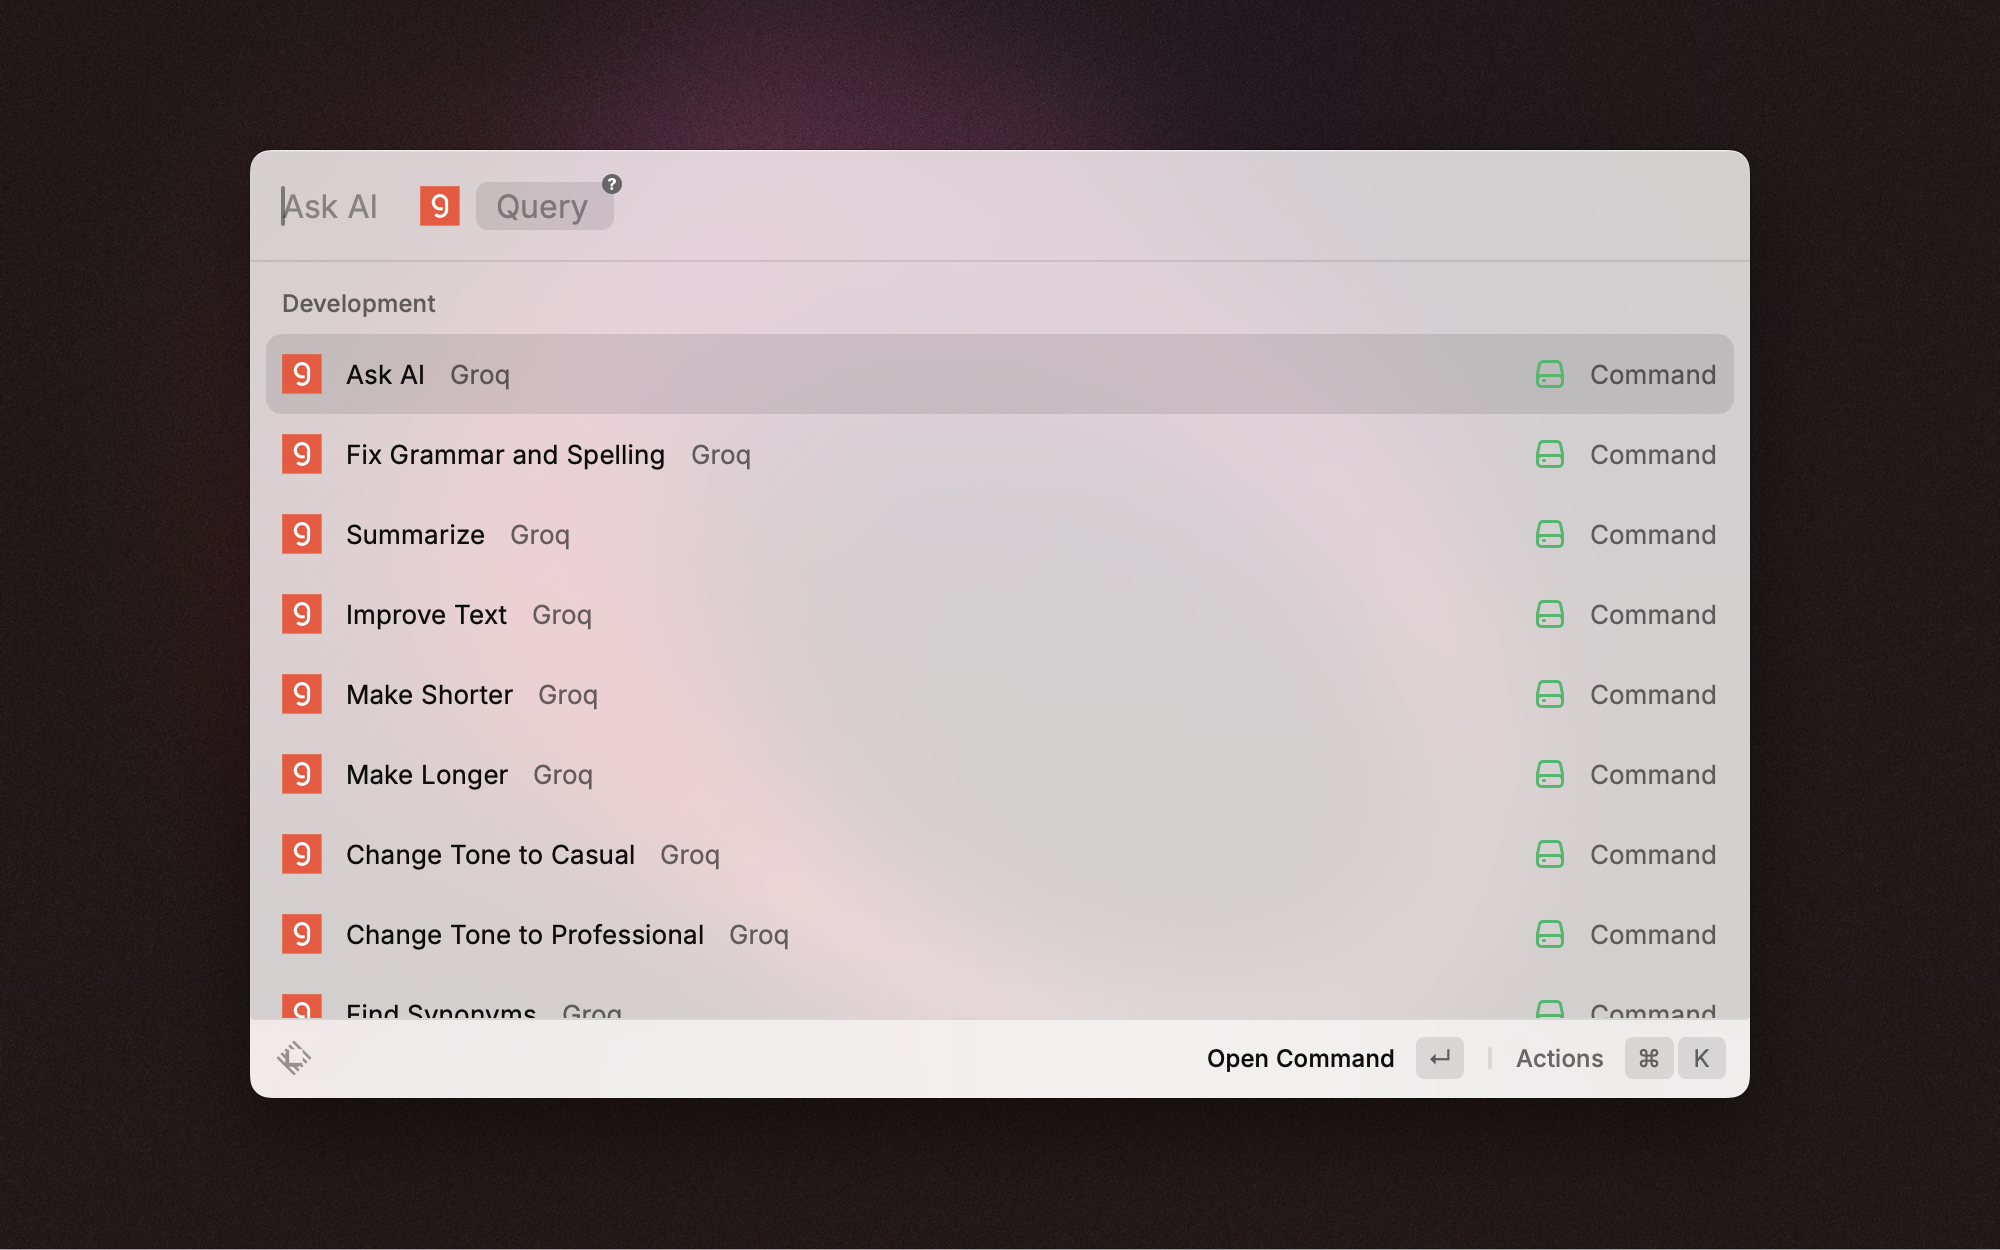 Ask AI Query ?
Development
Ask AI Groq Command
Fix Grammar and Spelling Groq Command
Summarize Groq Command
Improve Text Groq Command
Make Shorter Groq Command
Make Longer Groq Command
Change Tone to Casual Groq Command
Change Tone to Professional Groq Command
Find Synonyms Groq Command
Open Command ↵ Actions ⌘ K